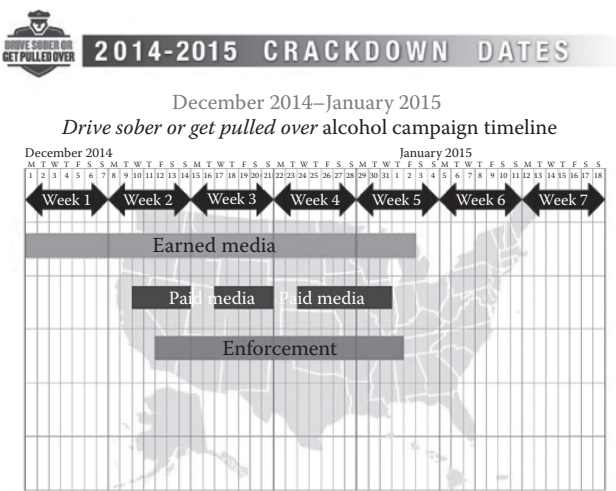 DRIVE SOBER OR
GET PULLED OVER
2014-2015 CRACKDOWN DATES
December 2014–January 2015
Drive sober or get pulled over alcohol campaign timeline
December 2014 January 2015
M T W T F S S M T W T F S S M T W T F S S M T W T F S S M T W T F S S M T W T F S S M T W T F S S
1 2 3 4 5 6 7 8 9 10 11 12 13 14 15 16 17 18 19 20 21 22 23 24 25 26 27 28 29 30 31 1 2 3 4 5 6 7 8 9 10 11 12 13 14 15 16 17 18
Week 1 Week 2 Week 3 Week 4 Week 5 Week 6 Week 7
Earned media
Paid media Paid media
Enforcement